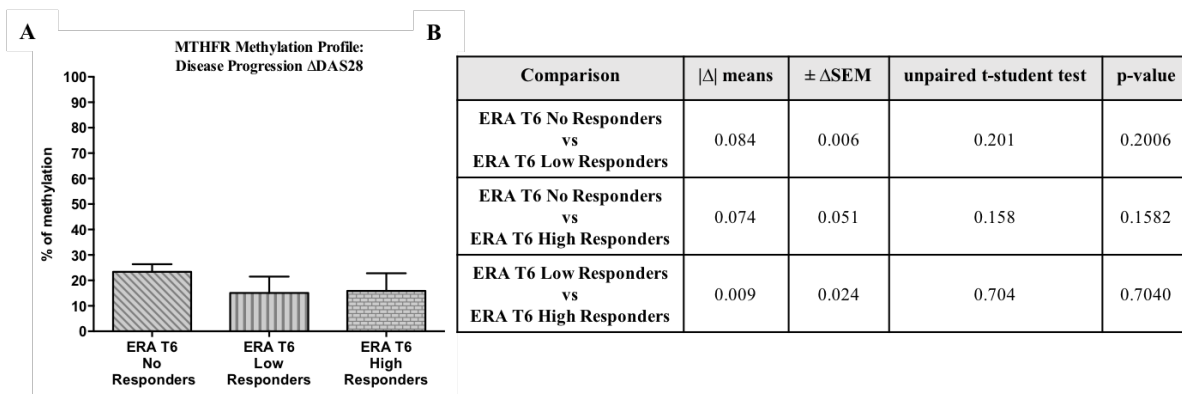 A
MTHFR Methylation Profile:
Disease Progression ΔDAS28
% of methylation
100
90
80
70
60
50
40
30
20
10
0
ERA T6
No
Responders
ERA T6
Low
Responders
ERA T6
High
Responders
B
Comparison |Δ| means ± ΔSEM unpaired t-student test p-value
ERA T6 No Responders
vs
ERA T6 Low Responders
0.084 0.006 0.201 0.2006
ERA T6 No Responders
vs
ERA T6 High Responders
0.074 0.051 0.158 0.1582
ERA T6 Low Responders
vs
ERA T6 High Responders
0.009 0.024 0.704 0.7040